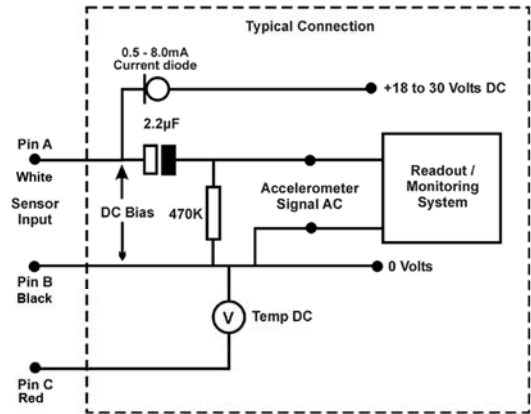 Typical Connection
0.5 - 8.0mA
Current diode
+18 to 30 Volts DC
2.2µF
Pin A
White
Sensor
Input
DC Bias
470K
Accelerometer
Signal AC
Readout /
Monitoring
System
Pin B
Black
0 Volts
V
Temp DC
Pin C
Red